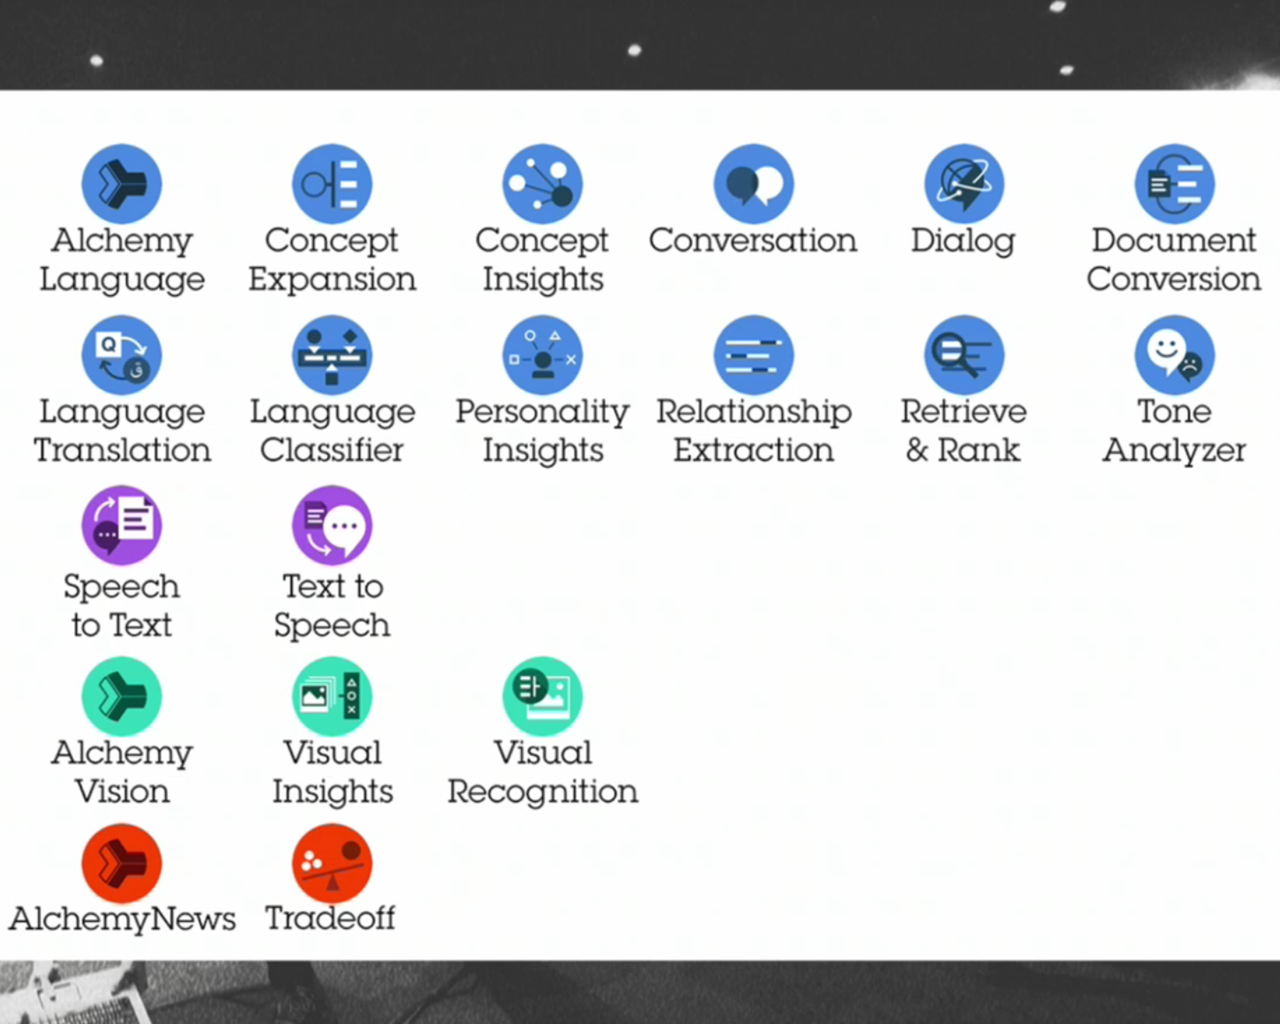 Alchemy
Language
Concept
Expansion
Concept
Insights
Conversation
Dialog
Document
Conversion
Language
Translation
Language
Classifier
Personality
Insights
Relationship
Extraction
Retrieve
& Rank
Tone
Analyzer
Speech
to Text
Text to
Speech
Alchemy
Vision
Visual
Insights
Visual
Recognition
AlchemyNews
Tradeoff